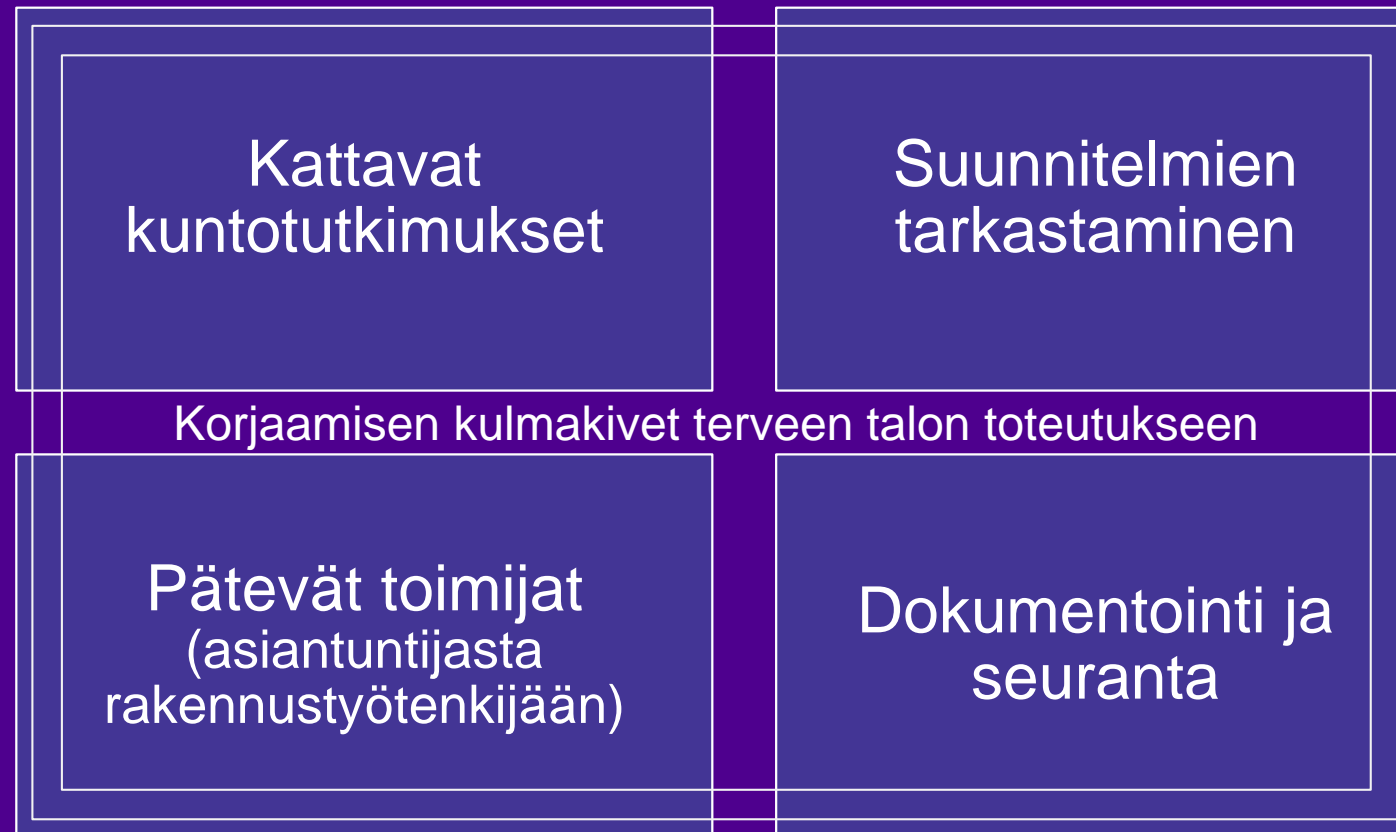 Kattavat
kuntotutkimukset
Suunnitelmien
tarkastaminen
Korjaamisen kulmakivet terveen talon toteutukseen
Pätevät toimijat
(asiantuntijasta
rakennustyötenkijään)
Dokumentointi ja
seuranta